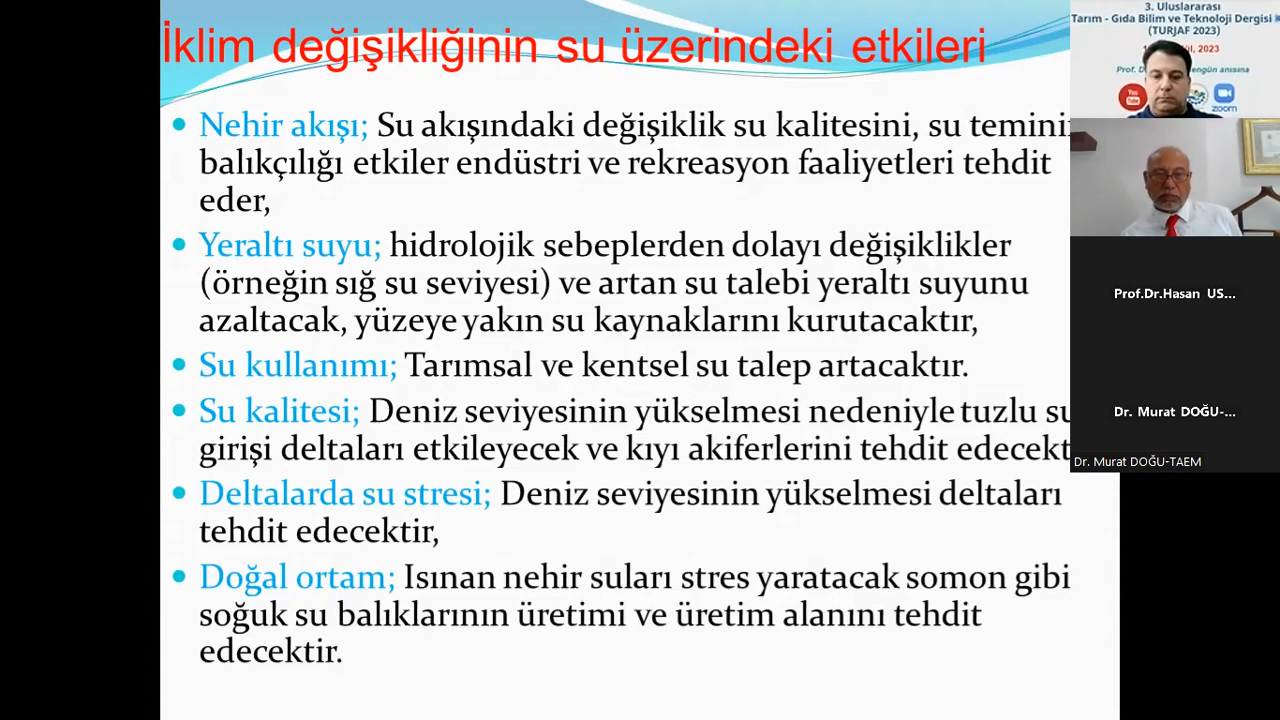 İklim değişikliğinin su üzerindeki etkileri
• Nehir akışı; Su akışındaki değişiklik su kalitesini, su
balıkçılığı etkiler endüstri ve rekreasyon faaliyetleri tehdit
eder,
• Yeraltı suyu; hidrolojik sebeplerden dolayı değişiklikler
(örneğin sığ su seviyesi) ve artan su talebi yeraltı suyunu
azaltacak, yüzeye yakın su kaynaklarını kurutacaktır,
• Su kullanımı; Tarımsal ve kentsel su talep artacaktır.
• Su kalitesi; Deniz seviyesinin yükselmesi nedeniyle tuzlu su
girişi deltaları etkileyecek ve kıyı akiferlerini tehdit
• Deltalarda su stresi; Deniz seviyesinin yükselmesi deltaları
tehdit edecektir,
• Doğal ortam; Isınan nehir suları stres yaratacak somon gibi
soğuk su balıklarının üretimi ve üretim alanını tehdit
edecektir.
3. Uluslararası
Tarım - Gıda Bilim ve Teknoloji Dergisi
(TURJAF 2023)
2023
Prof. anısına
You
Tube
zoom
Prof.Dr.Hasan US...
Dr. Murat DOĞU-...
Dr. Murat DOĞU-TAEM